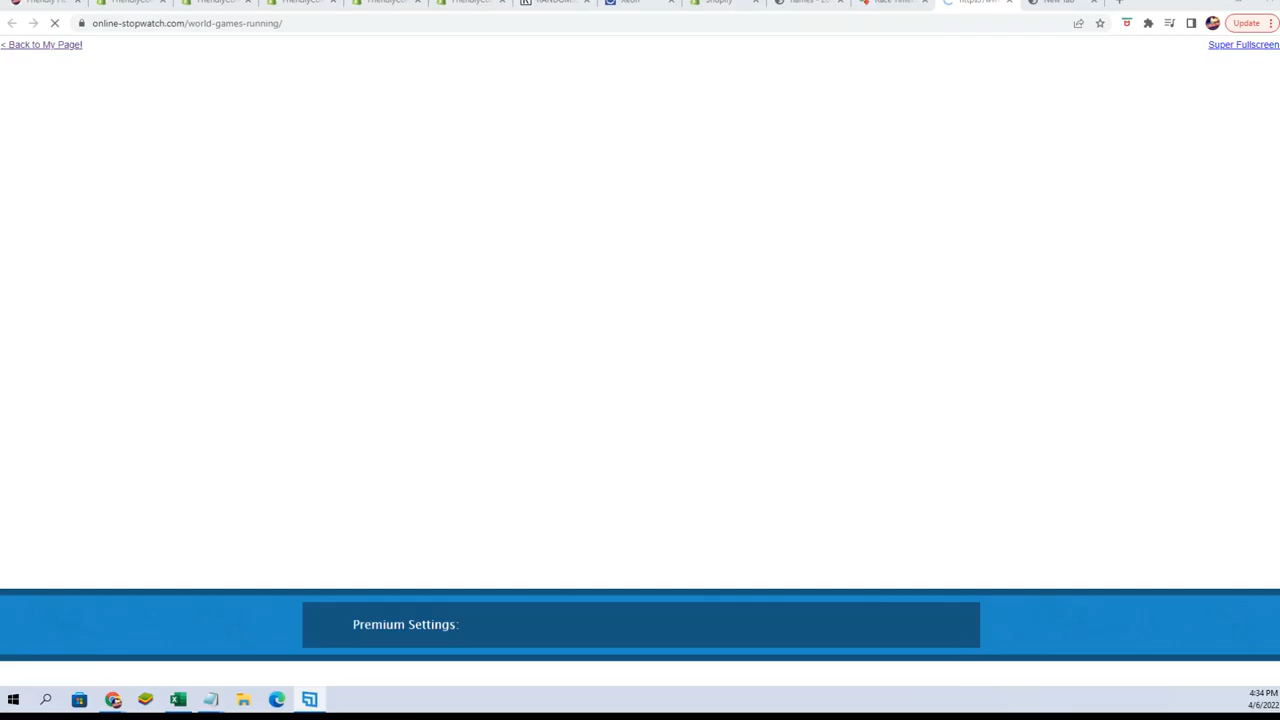 online-stopwatch.com/world-games-running/
Update
< Back to My Page!
Super Fullscreen
Premium Settings:
4:34 PM
4/6/2022